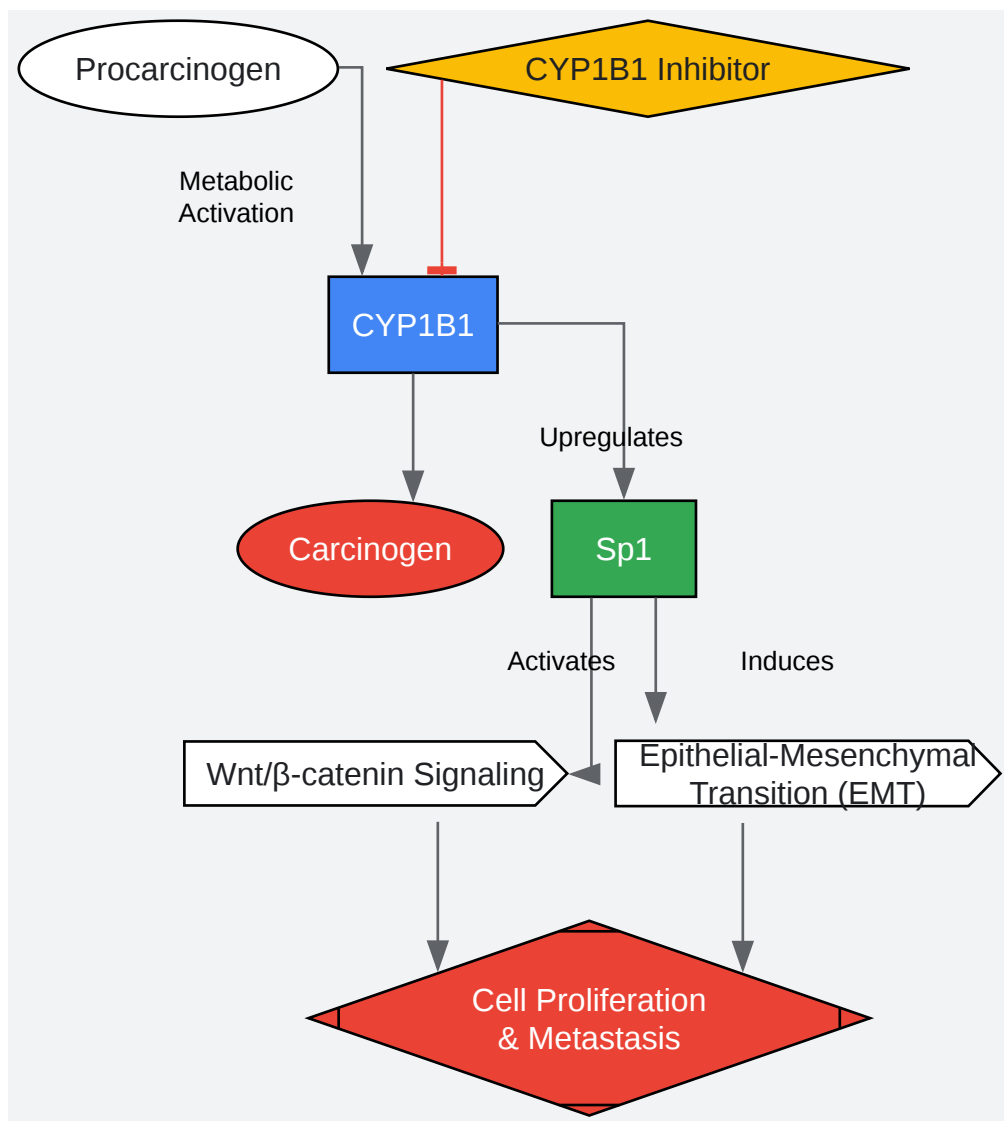 Procarcinogen
CYP1B1 Inhibitor
Metabolic
Activation
CYP1B1
Upregulates
Carcinogen
Sp1
Activates
Induces
Wnt/β-catenin Signaling
Epithelial-Mesenchymal
Transition (EMT)
Cell Proliferation
& Metastasis